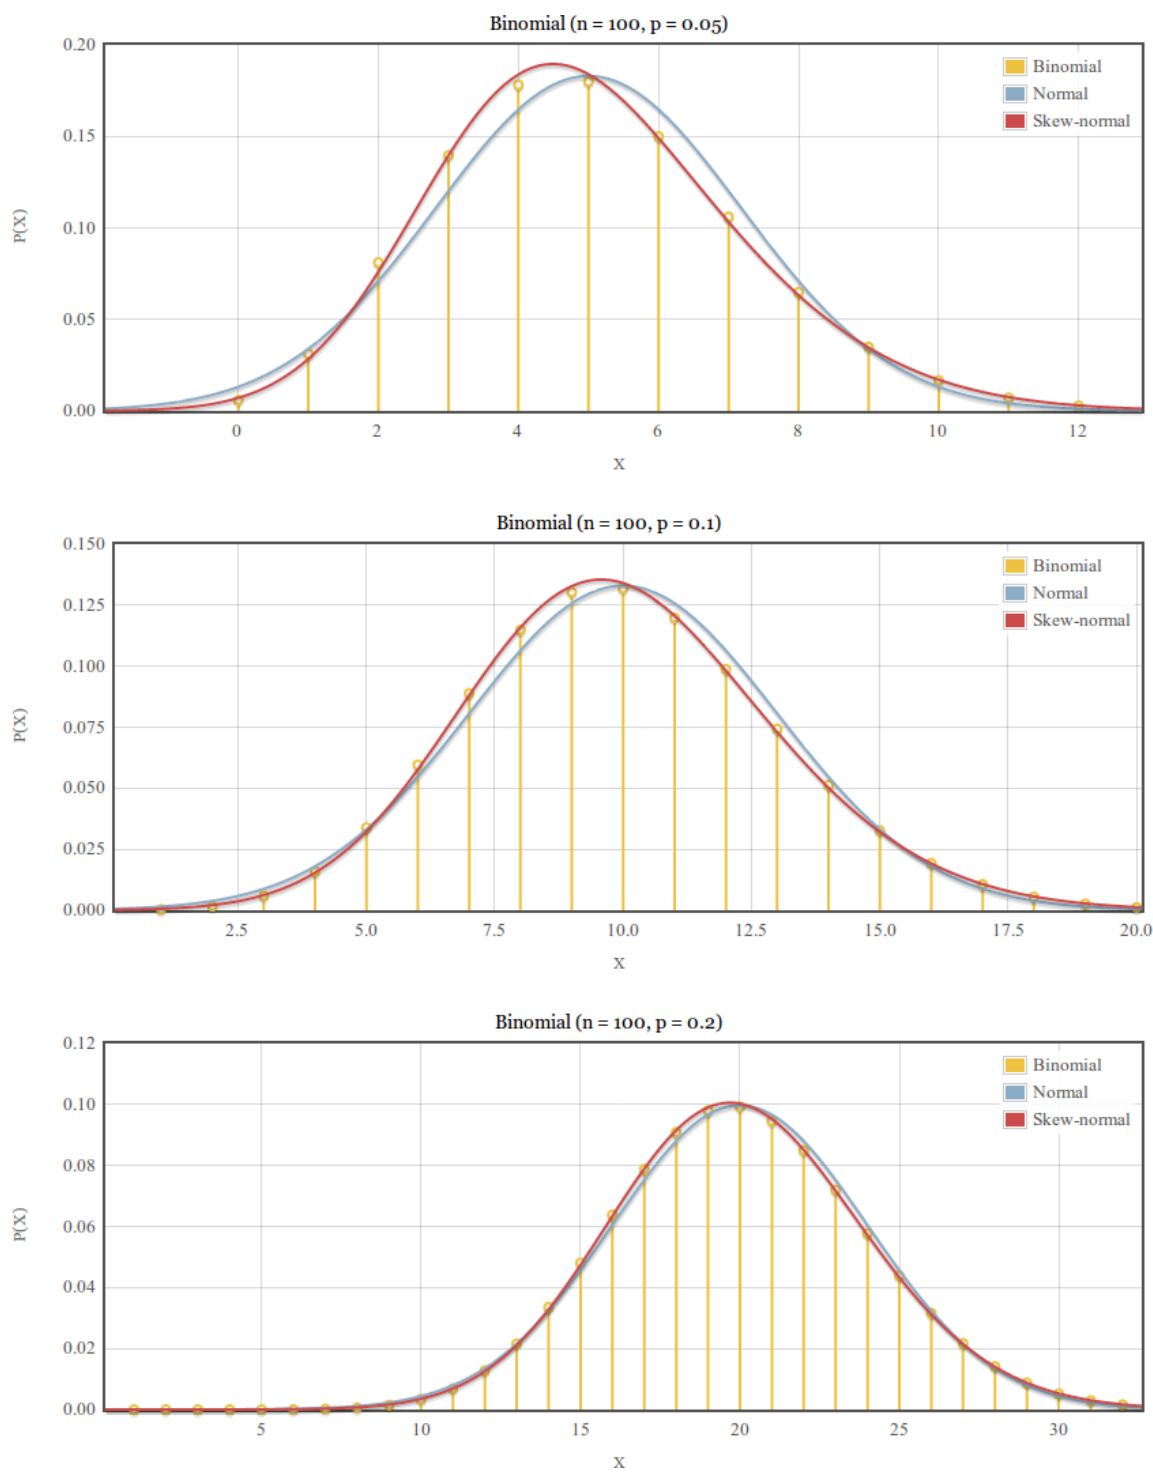 Binomial (n = 100, p = 0.05)
0.20
0.15
0.10
0.05
0.00
P(X)
Binomial
Normal
Skew-normal
0 2 4 6 8 10 12
X
Binomial (n = 100, p = 0.1)
0.150
0.125
0.100
0.075
0.050
0.025
0.000
P(X)
Binomial
Normal
Skew-normal
2.5 5.0 7.5 10.0 12.5 15.0 17.5 20.0
X
Binomial (n = 100, p = 0.2)
0.12
0.10
0.08
0.06
0.04
0.02
0.00
P(X)
Binomial
Normal
Skew-normal
5 10 15 20 25 30
X